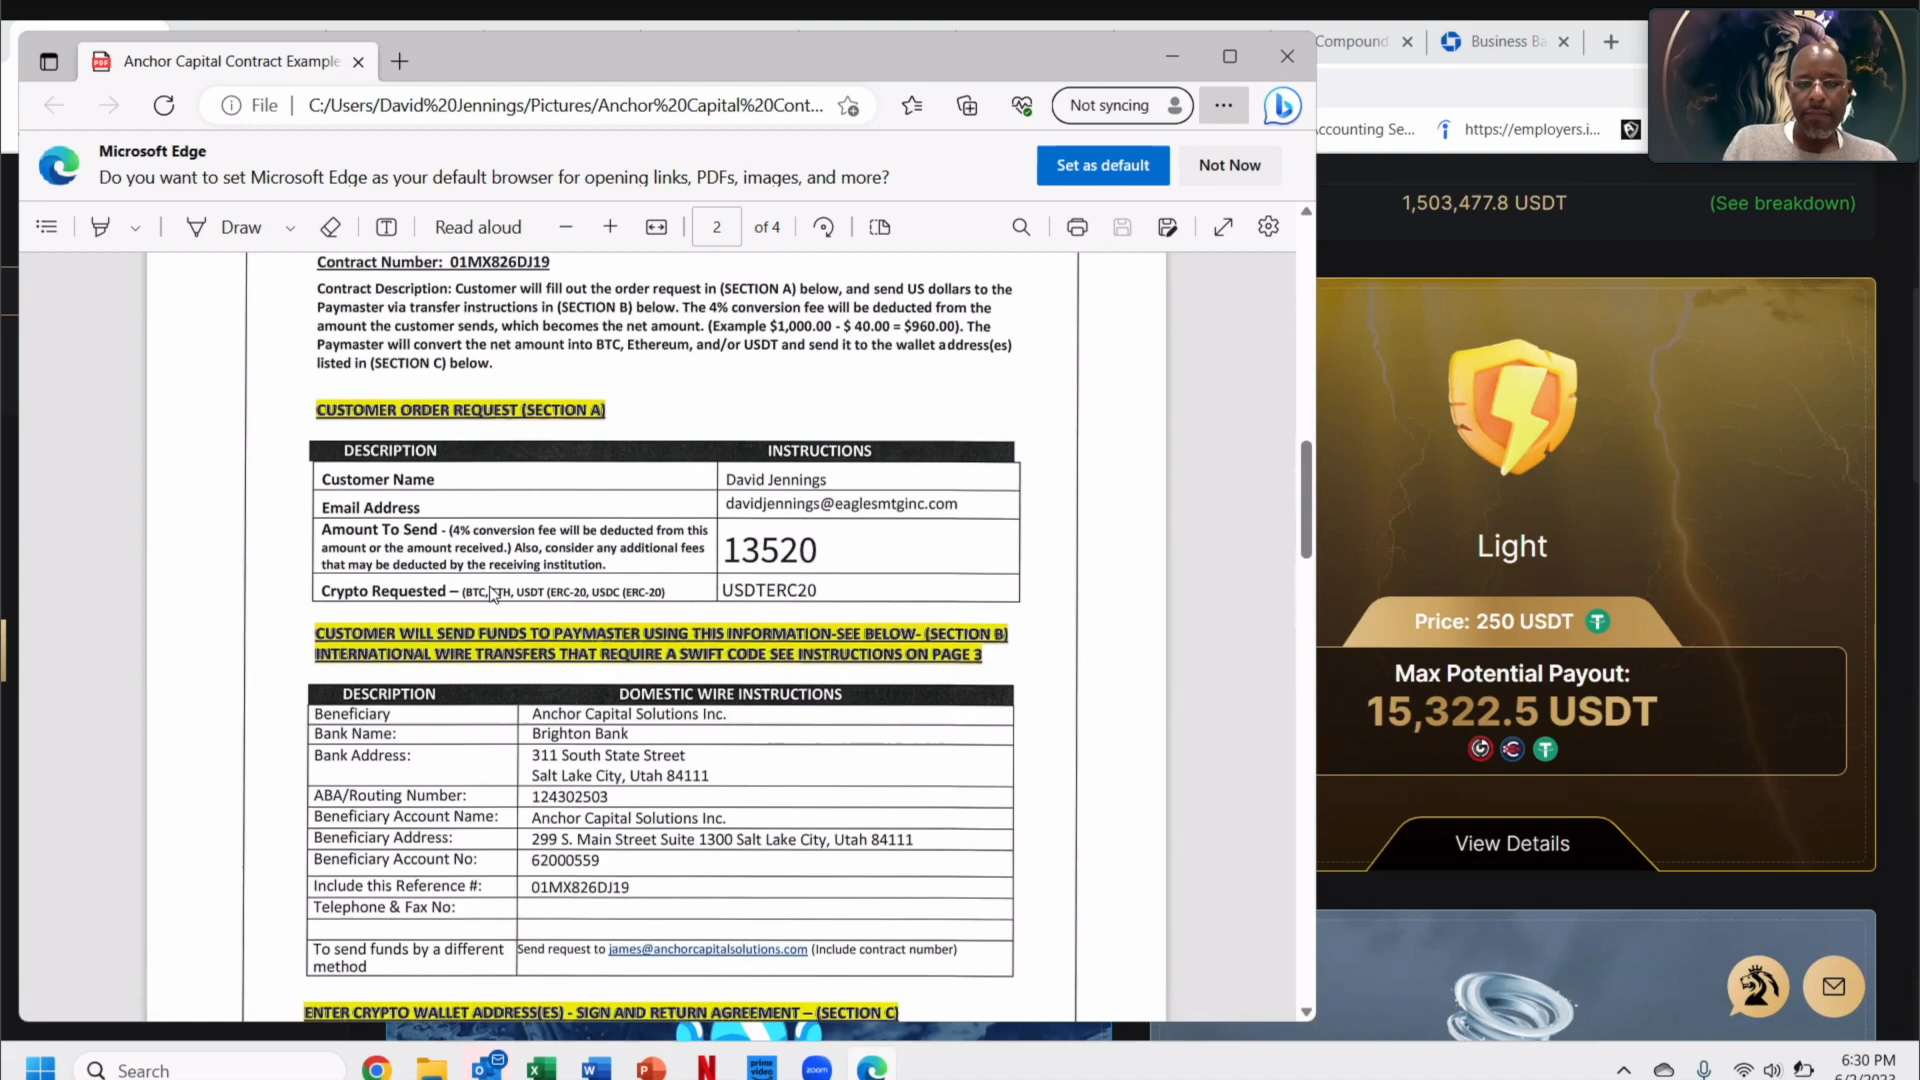 Anchor Capital Contract Example
Compound
Business Ba
File
C:/Users/David%20Jennings/Pictures/Anchor%20Capital%20Cont...
Not syncing
ccounting Se...
https://employers.i...
Microsoft Edge
Do you want to set Microsoft Edge as your default browser for opening links, PDFs, images, and more?
Set as default
Not Now
Draw
Read aloud
2
of 4
1,503,477.8 USDT
(See breakdown)
Contract Number: 01MX826DJ19
Contract Description: Customer will fill out the order request in (SECTION A) below, and send US dollars to the
Paymaster via transfer instructions in (SECTION B) below. The 4% conversion fee will be deducted from the
amount the customer sends, which becomes the net amount. (Example $1,000.00 - $ 40.00 = $960.00). The
Paymaster will convert the net amount into BTC, Ethereum, and/or USDT and send it to the wallet address(es)
listed in (SECTION C) below.
CUSTOMER ORDER REQUEST (SECTION A)
DESCRIPTION
INSTRUCTIONS
Customer Name
David Jennings
Email Address
davidjennings@eaglesmtginc.com
Amount To Send - (4% conversion fee will be deducted from this
amount or the amount received.) Also, consider any additional fees
that may be deducted by the receiving institution.
13520
Crypto Requested – (BTC, TH, USDT (ERC-20, USDC (ERC-20)
USDTERC20
CUSTOMER WILL SEND FUNDS TO PAYMASTER USING THIS INFORMATION-SEE BELOW- (SECTION B)
INTERNATIONAL WIRE TRANSFERS THAT REQUIRE A SWIFT CODE SEE INSTRUCTIONS ON PAGE 3
DESCRIPTION
DOMESTIC WIRE INSTRUCTIONS
Beneficiary
Anchor Capital Solutions Inc.
Bank Name:
Brighton Bank
Bank Address:
311 South State Street
Salt Lake City, Utah 84111
ABA/Routing Number:
124302503
Beneficiary Account Name:
Anchor Capital Solutions Inc.
Beneficiary Address:
299 S. Main Street Suite 1300 Salt Lake City, Utah 84111
Beneficiary Account No:
62000559
Include this Reference #:
01MX826DJ19
Telephone & Fax No:
To send funds by a different
method
Send request to james@anchorcapitalsolutions.com (Include contract number)
ENTER CRYPTO WALLET ADDRESS(ES) - SIGN AND RETURN AGREEMENT – (SECTION C)
Light
Price: 250 USDT
Max Potential Payout:
15,322.5 USDT
View Details
Search
prime video
zoom
6:30 PM